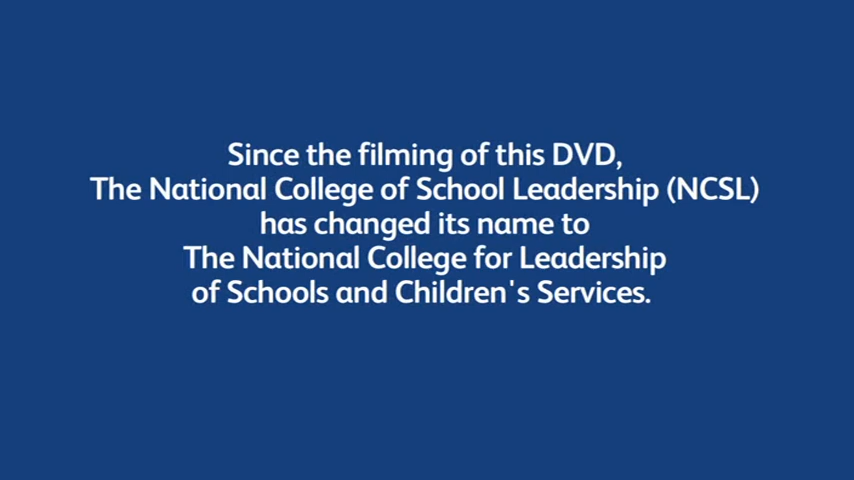 Since the filming of this DVD,
The National College of School Leadership (NCSL)
has changed its name to
The National College for Leadership
of Schools and Children's Services.